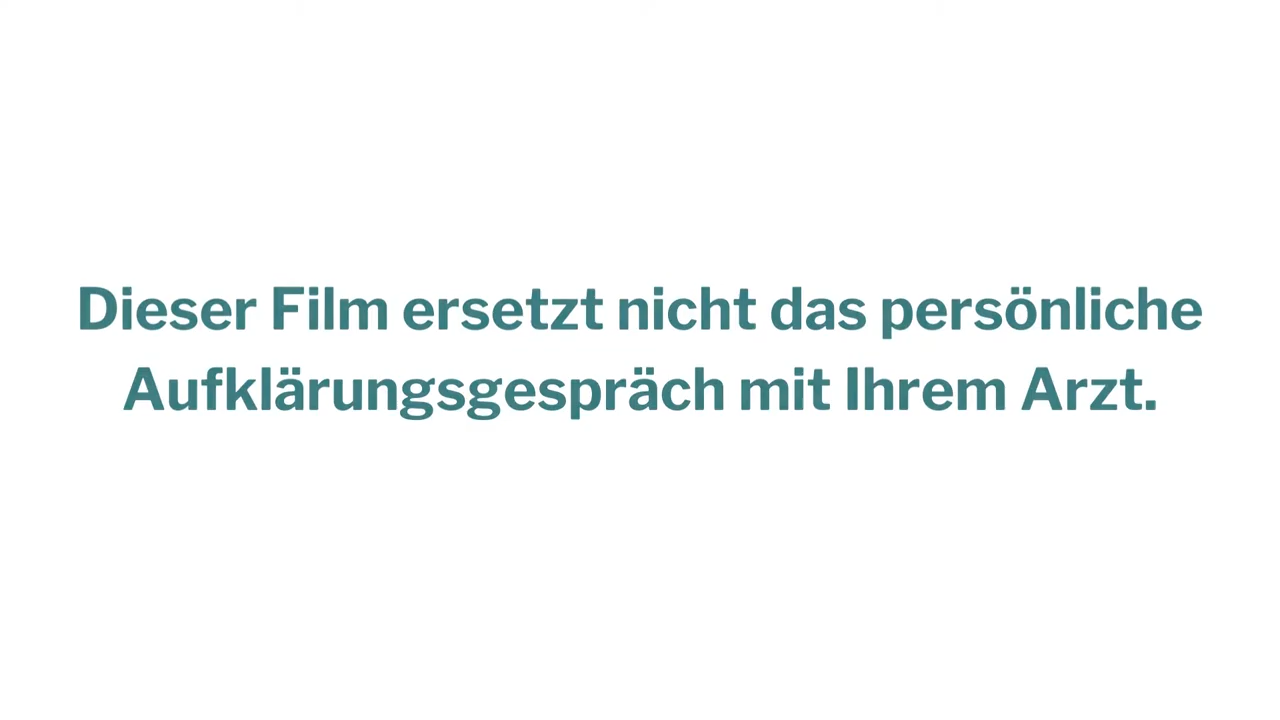 Dieser Film ersetzt nicht das persönliche
Aufklärungsgespräch mit Ihrem Arzt.